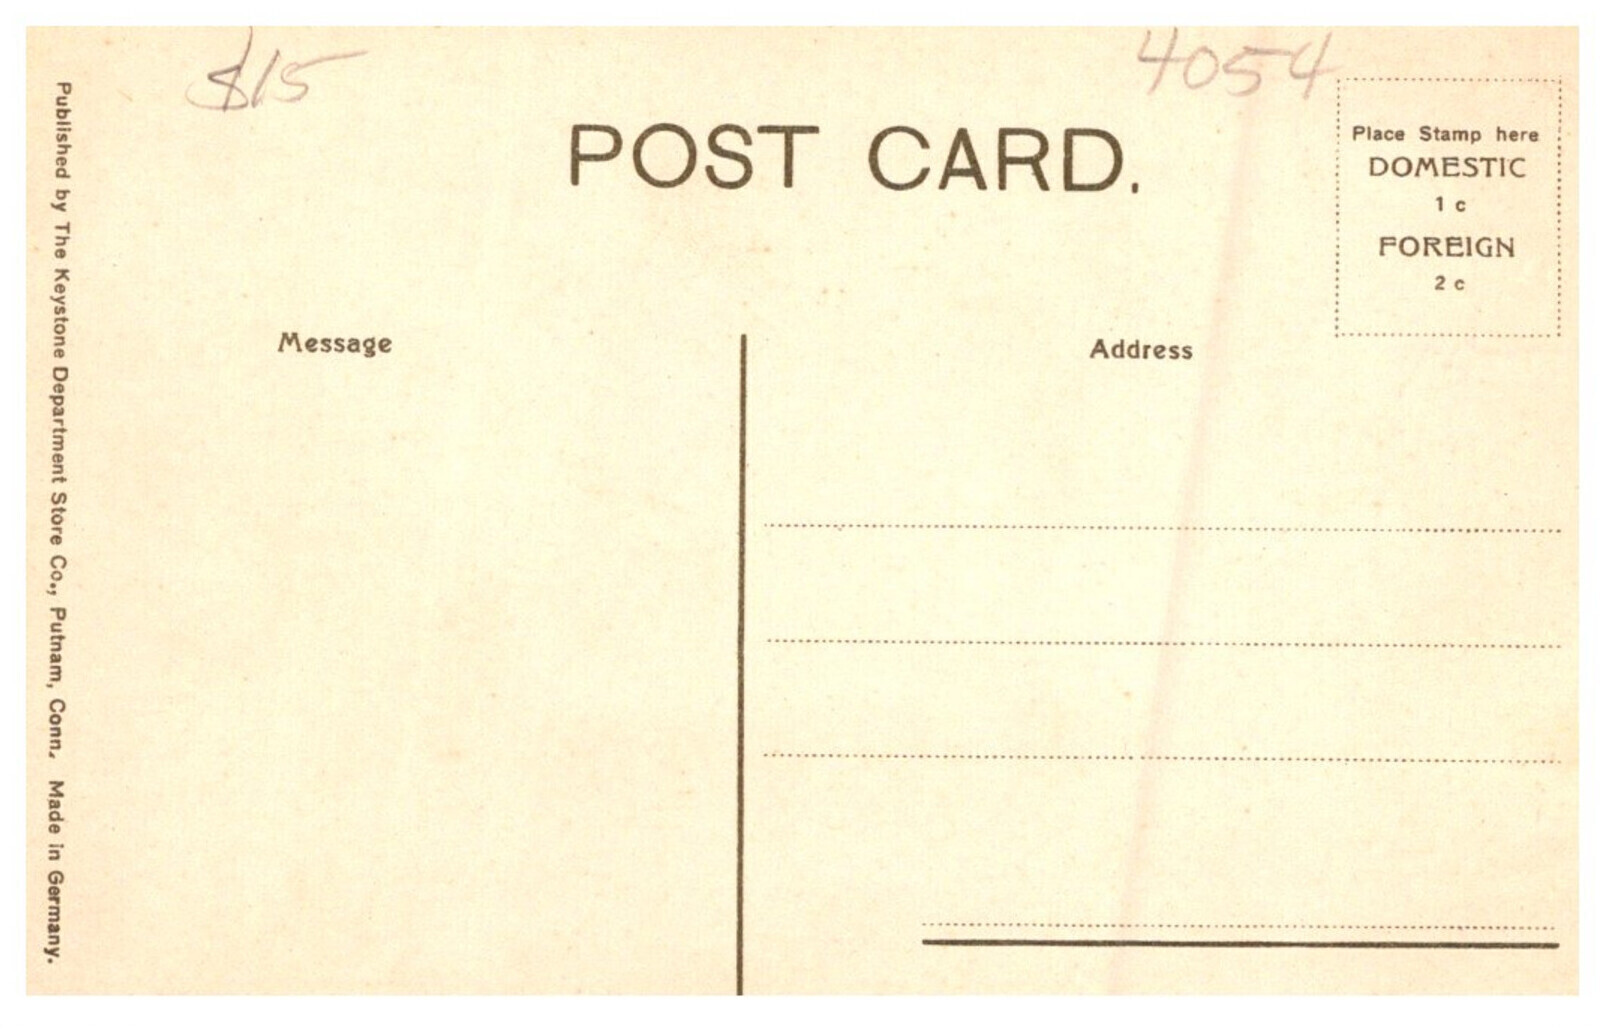 $15
4054
POST CARD.
Place Stamp here
DOMESTIC
1 c
FOREIGN
2 c
Message
Address
Published by The Keystone Department Store Co., Putnam, Conn. Made in Germany.